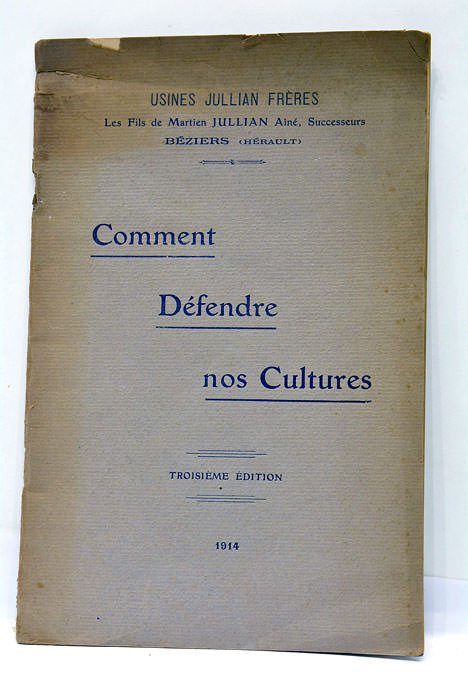 USINES JULLIAN FRÈRES
Les Fils de Martien JULLIAN Aîné, Successeurs
BÉZIERS (HÉRAULT)
Comment
Défendre
nos Cultures
TROISIÈME ÉDITION
1914